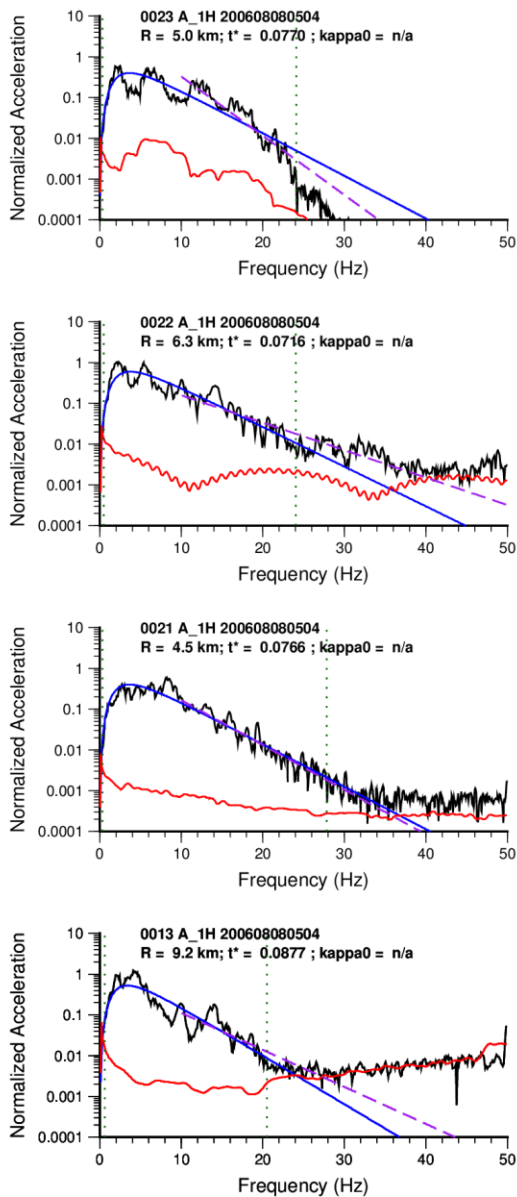 0023 A_1H 200608080504
R = 5.0 km; t* = 0.0770 ; kappa0 = n/a
Normalized Acceleration
10
1
0.1
0.01
0.001
0.0001
0 10 20 30 40 50
Frequency (Hz)
0022 A_1H 200608080504
R = 6.3 km; t* = 0.0716 ; kappa0 = n/a
Normalized Acceleration
10
1
0.1
0.01
0.001
0.0001
0 10 20 30 40 50
Frequency (Hz)
0021 A_1H 200608080504
R = 4.5 km; t* = 0.0766 ; kappa0 = n/a
Normalized Acceleration
10
1
0.1
0.01
0.001
0.0001
0 10 20 30 40 50
Frequency (Hz)
0013 A_1H 200608080504
R = 9.2 km; t* = 0.0877 ; kappa0 = n/a
Normalized Acceleration
10
1
0.1
0.01
0.001
0.0001
0 10 20 30 40 50
Frequency (Hz)